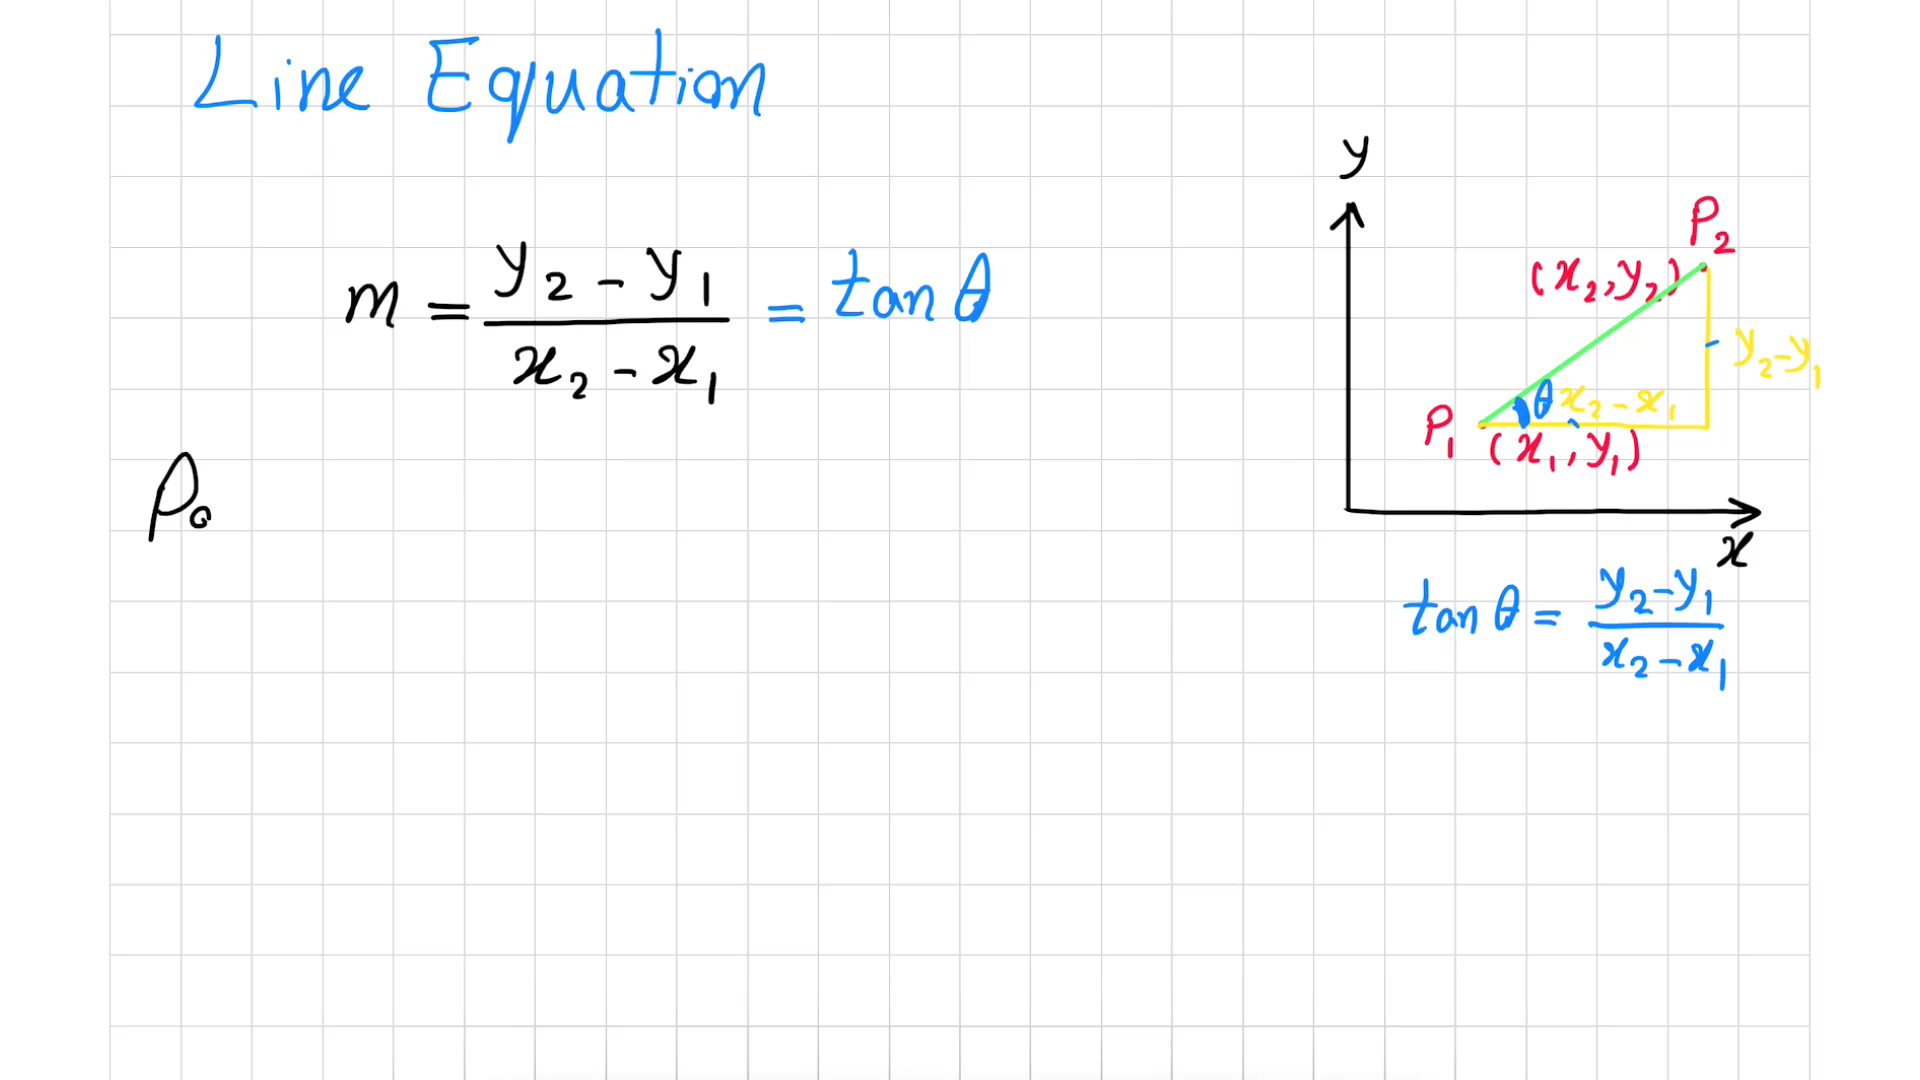 Line Equation
m = y₂ - y₁ / x₂ - x₁ = tan θ
Po
y
P₂
(x₂, y₂)
y₂-y₁
θ x₂ - x₁
P₁ (x₁, y₁)
x
tan θ = y₂-y₁ / x₂-x₁